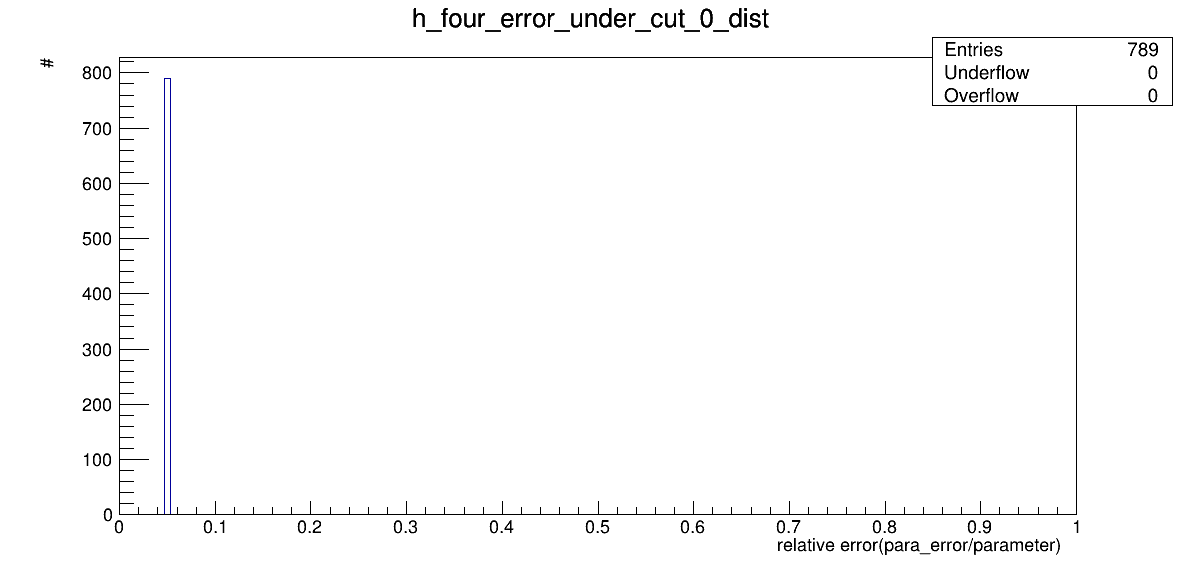 h_four_error_under_cut_0_dist
#
Entries 789
Underflow 0
Overflow 0
800
700
600
500
400
300
200
100
0
0 0.1 0.2 0.3 0.4 0.5 0.6 0.7 0.8 0.9 1
relative error(para_error/parameter)